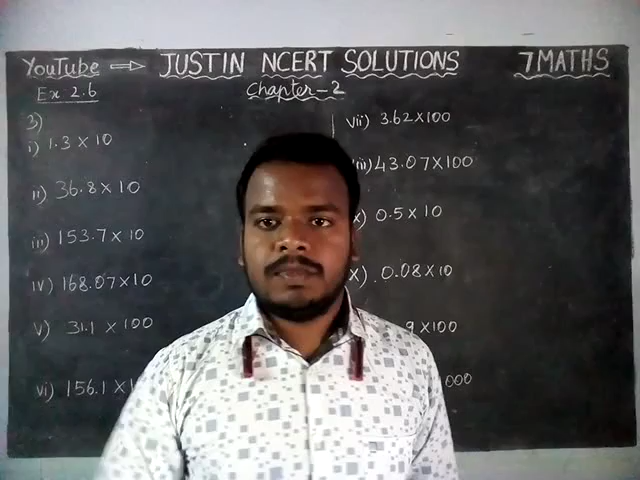 YouTube ⇒ JUSTIN NCERT SOLUTIONS 7 MATHS
Ex 2.6 Chapter-2
3)
i) 1.3 × 10
ii) 36.8 × 10
iii) 153.7 × 10
iv) 168.07 × 10
v) 31.1 × 100
vi) 156.1 ×
vii) 3.62 × 100
iii) 43.07 × 100
x) 0.5 × 10
x) 0.08 × 10
9 × 100
000